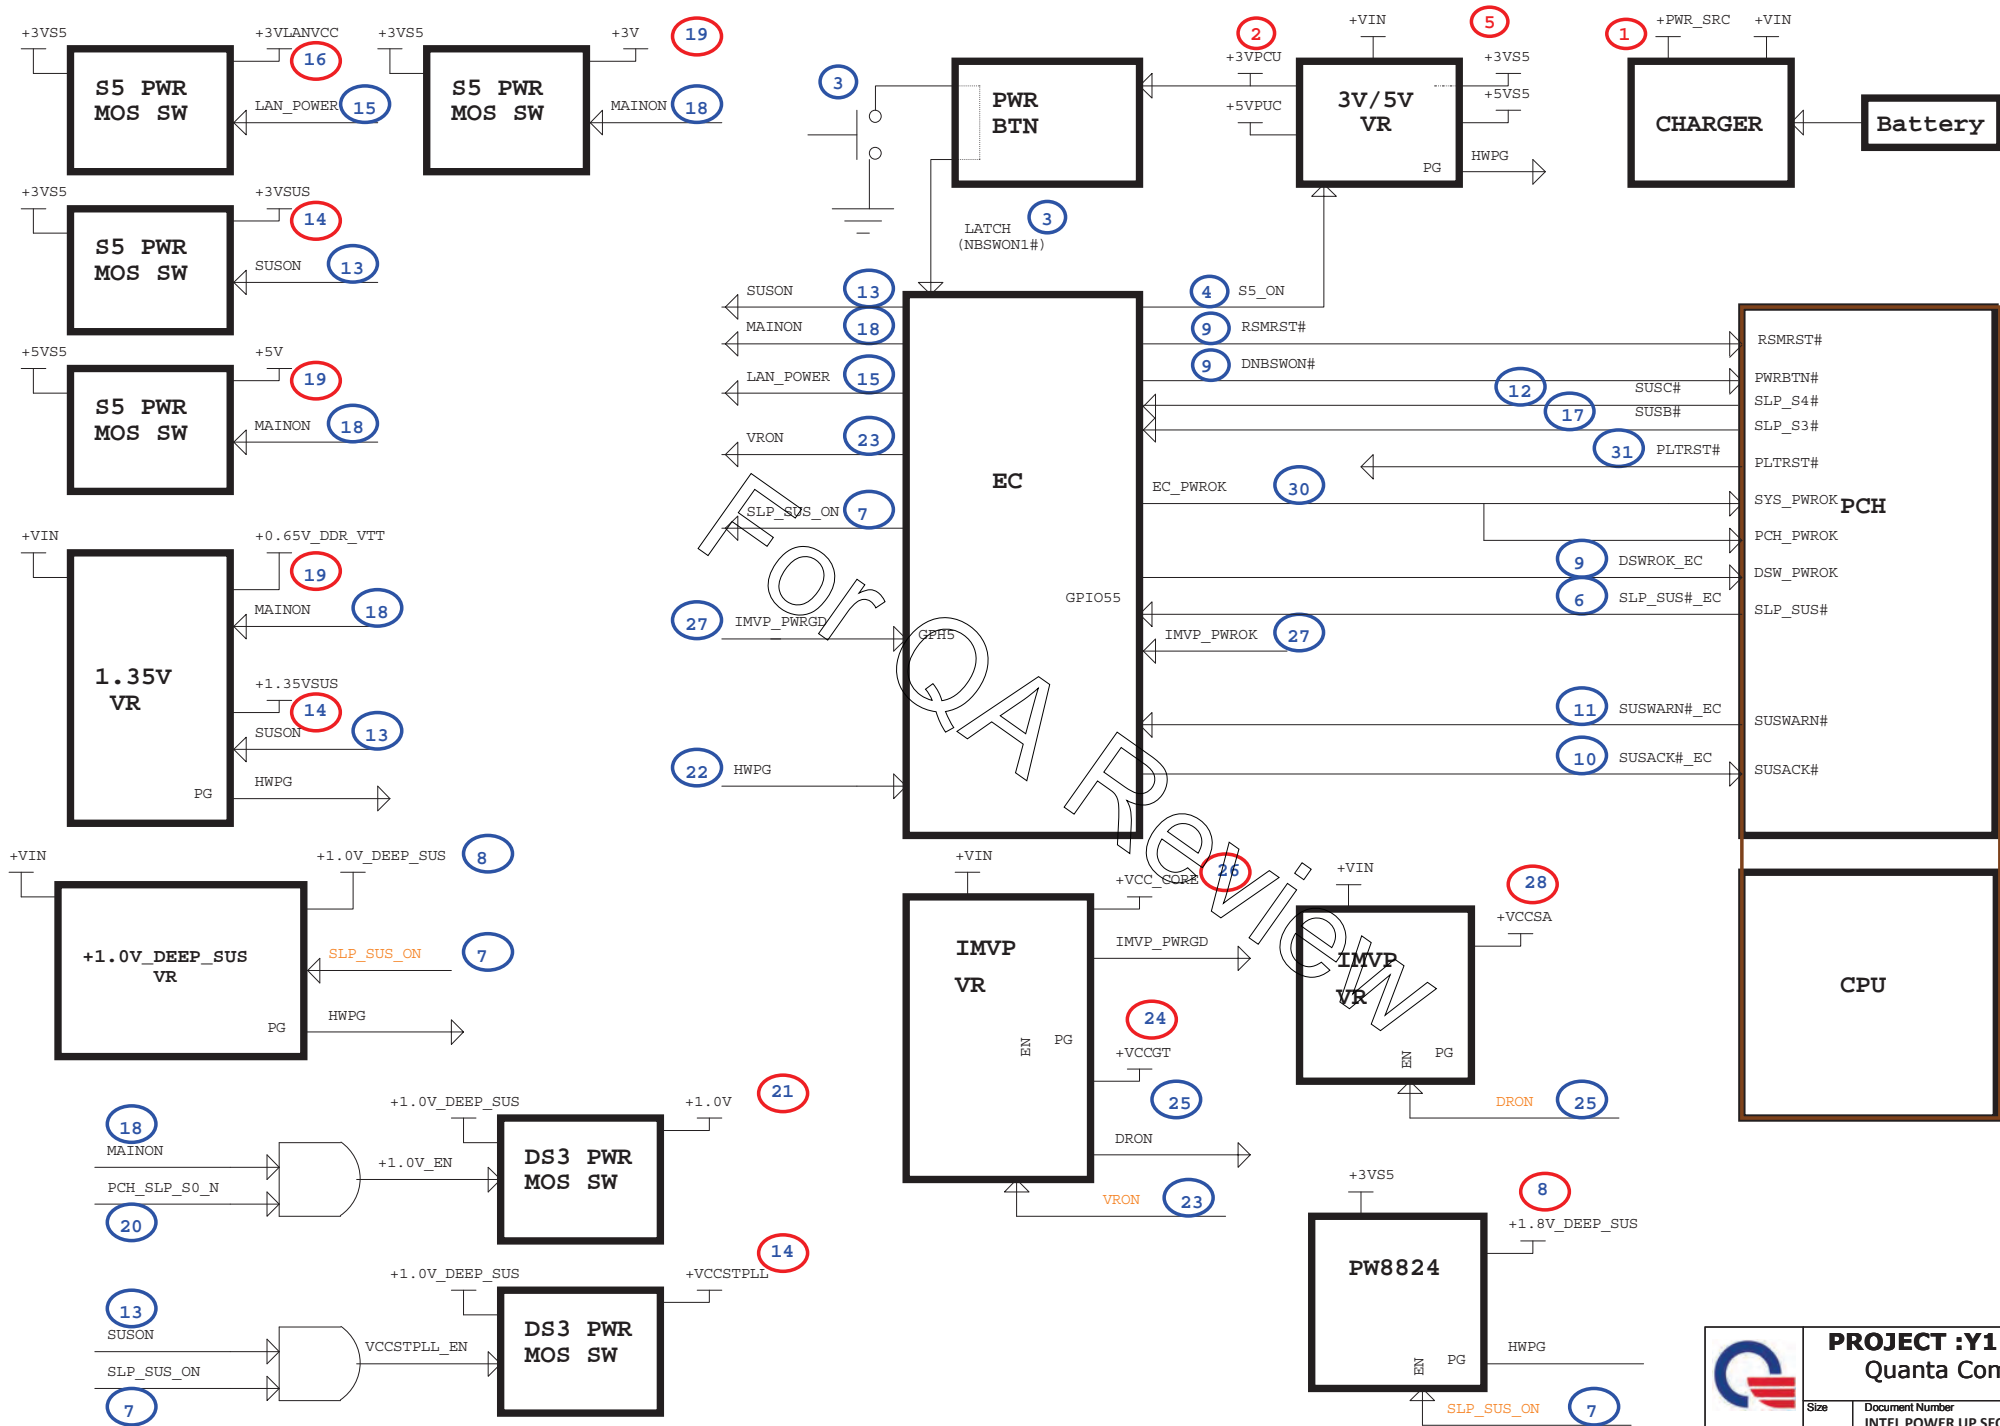 +3VS5
+3VLANVCC
16
S5 PWR
MOS SW
LAN_POWER
15
+3VS5
+3V
19
S5 PWR
MOS SW
MAINON
18
3
PWR
BTN
LATCH
(NBSWON1#)
3
2
+3VPCU
+5VPUC
+VIN
5
3V/5V
VR
+3VS5
+5VS5
PG
HWPG
1
+PWR_SRC
+VIN
CHARGER
Battery
+3VS5
+3VSUS
14
S5 PWR
MOS SW
SUSON
13
+5VS5
+5V
19
S5 PWR
MOS SW
MAINON
18
+VIN
+0.65V_DDR_VTT
19
MAINON
18
1.35V
VR
+1.35VSUS
14
SUSON
13
PG
HWPG
SUSON
13
MAINON
18
LAN_POWER
15
VRON
23
SLP_SUS_ON
7
27
IMVP_PWRGD
GPH5
22
HWPG
EC
GPIO55
4
S5_ON
9
RSMRST#
9
DNBSWON#
12
SUSC#
17
SUSB#
31
PLTRST#
EC_PWROK
30
9
DSWROK_EC
6
SLP_SUS#_EC
IMVP_PWROK
27
11
SUSWARN#_EC
10
SUSACK#_EC
RSMRST#
PWRBTN#
SLP_S4#
SLP_S3#
PLTRST#
SYS_PWROK
PCH
PCH_PWROK
DSW_PWROK
SLP_SUS#
SUSWARN#
SUSACK#
CPU
For QA Review
+VIN
+1.0V_DEEP_SUS
8
+1.0V_DEEP_SUS
VR
SLP_SUS_ON
7
PG
HWPG
+VIN
+VCC_CORE
26
IMVP
VR
IMVP_PWRGD
24
+VCCGT
EN
PG
25
DRON
VRON
23
+VIN
28
+VCCSA
IMVP
VR
EN
PG
DRON
25
18
MAINON
PCH_SLP_S0_N
20
+1.0V_EN
+1.0V_DEEP_SUS
+1.0V
21
DS3 PWR
MOS SW
13
SUSON
SLP_SUS_ON
7
VCCSTPLL_EN
+1.0V_DEEP_SUS
+VCCSTPLL
14
DS3 PWR
MOS SW
+3VS5
8
+1.8V_DEEP_SUS
PW8824
EN
PG
HWPG
SLP_SUS_ON
7
PROJECT :Y1
Quanta Com
Size
Document Number
INTEL POWER UP SEQ